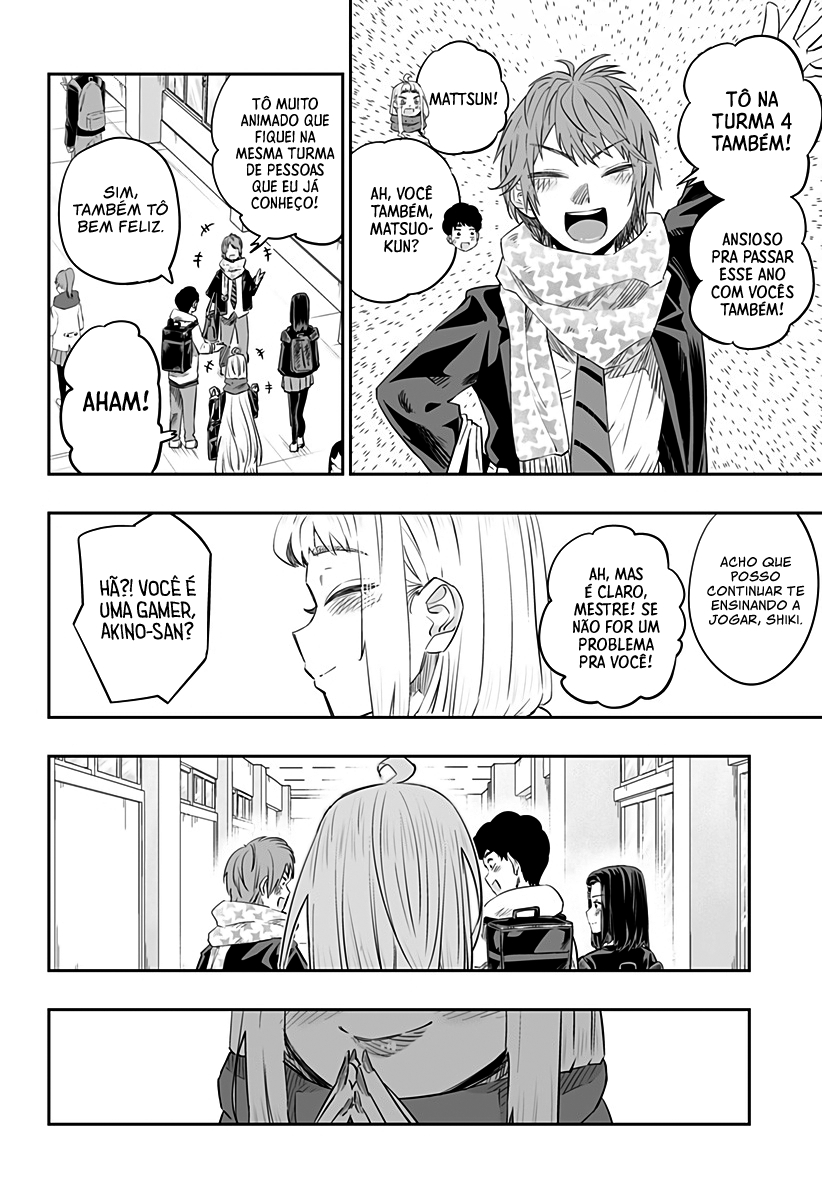 TÔ NA
TURMA 4
TAMBÉM!
ANSIOSO
PRA PASSAR
ESSE ANO
COM VOCÊS
TAMBÉM!
MATTSUN!
AH, VOCÊ
TAMBÉM,
MATSUO-
KUN?
TÔ MUITO
ANIMADO QUE
FIQUEI NA
MESMA TURMA
DE PESSOAS
QUE EU JÁ
CONHEÇO!
SIM,
TAMBÉM TÔ
BEM FELIZ.
AHAM!
ACHO QUE
POSSO
CONTINUAR TE
ENSINANDO A
JOGAR, SHIKI.
AH, MAS
É CLARO,
MESTRE! SE
NÃO FOR UM
PROBLEMA
PRA VOCÊ!
HÃ?! VOCÊ É
UMA GAMER,
AKINO-SAN?